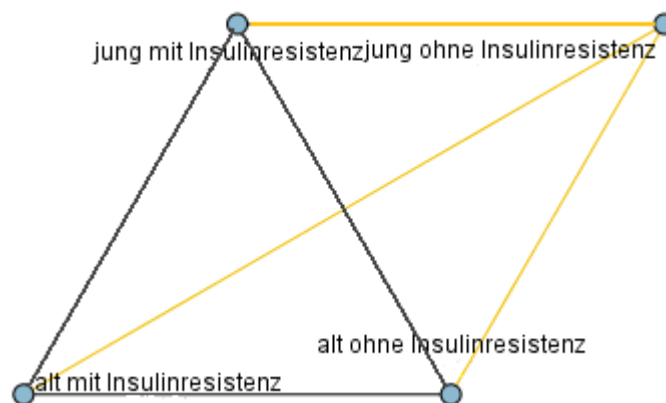 jung mit Insulinresistenz
jung ohne Insulinresistenz
alt ohne Insulinresistenz
alt mit Insulinresistenz